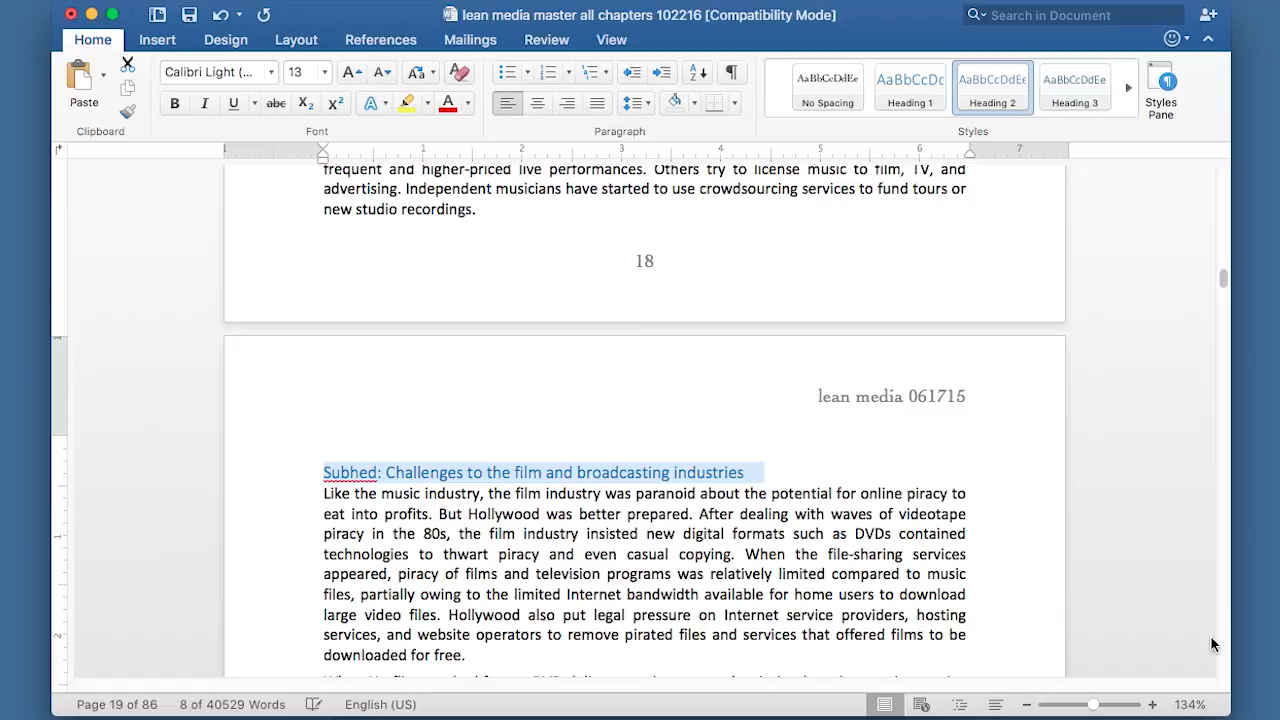 lean media master all chapters 102216 [Compatibility Mode]
Search in Document
Home Insert Design Layout References Mailings Review View
Paste
Calibri Light (...
13
AaBbCcDdEe
No Spacing
AaBbCcDc
Heading 1
AaBbCcDdEe
Heading 2
AaBbCcDdEe
Heading 3
Styles
Pane
Clipboard
Font
Paragraph
Styles
1 1 2 3 4 5 6 7
frequent and higher-priced live performances. Others try to license music to film, TV, and
advertising. Independent musicians have started to use crowdsourcing services to fund tours or
new studio recordings.
18
lean media 061715
Subhed: Challenges to the film and broadcasting industries
Like the music industry, the film industry was paranoid about the potential for online piracy to
eat into profits. But Hollywood was better prepared. After dealing with waves of videotape
piracy in the 80s, the film industry insisted new digital formats such as DVDs contained
technologies to thwart piracy and even casual copying. When the file-sharing services
appeared, piracy of films and television programs was relatively limited compared to music
files, partially owing to the limited Internet bandwidth available for home users to download
large video files. Hollywood also put legal pressure on Internet service providers, hosting
services, and website operators to remove pirated files and services that offered films to be
downloaded for free.
Page 19 of 86
8 of 40529 Words
English (US)
134%